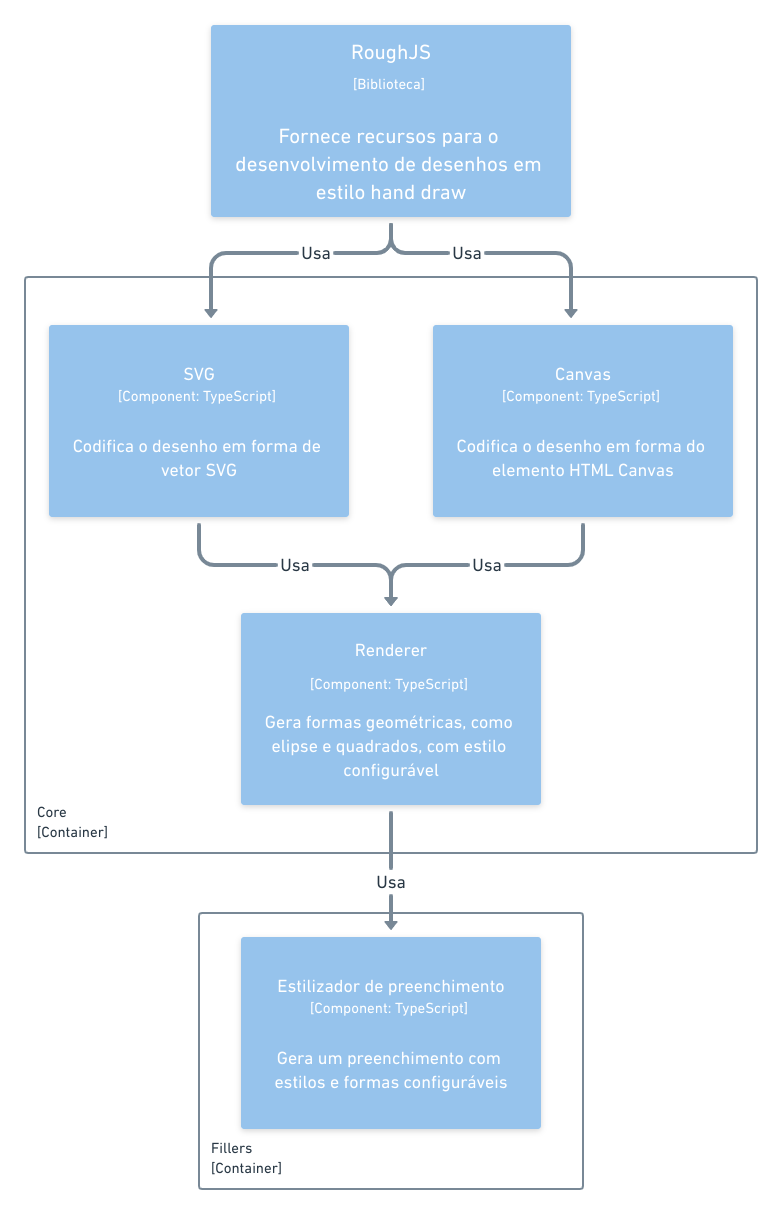 RoughJS
[Biblioteca]
Fornece recursos para o
desenvolvimento de desenhos em
estilo hand draw
Usa
Usa
SVG
[Component: TypeScript]
Codifica o desenho em forma de
vetor SVG
Canvas
[Component: TypeScript]
Codifica o desenho em forma do
elemento HTML Canvas
Usa
Usa
Renderer
[Component: TypeScript]
Gera formas geométricas, como
elipse e quadrados, com estilo
configurável
Core
[Container]
Usa
Estilizador de preenchimento
[Component: TypeScript]
Gera um preenchimento com
estilos e formas configuráveis
Fillers
[Container]